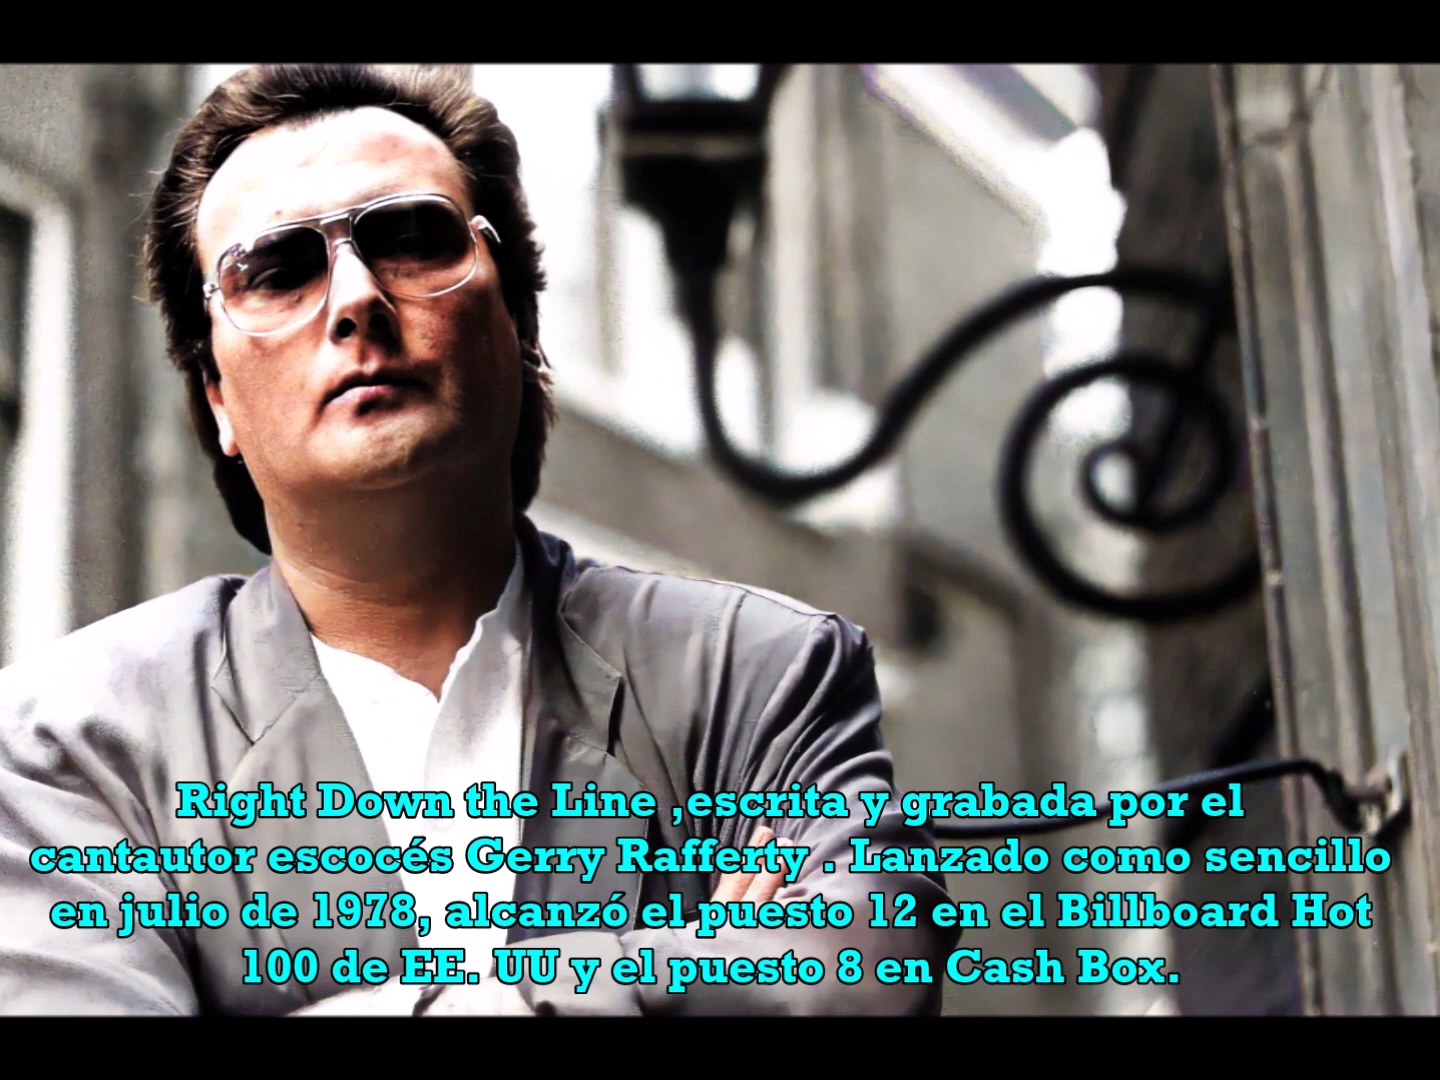 Right Down the Line ,escrita y grabada por el
cantautor escocés Gerry Rafferty . Lanzado como sencillo
en julio de 1978, alcanzó el puesto 12 en el Billboard Hot
100 de EE. UU y el puesto 8 en Cash Box.